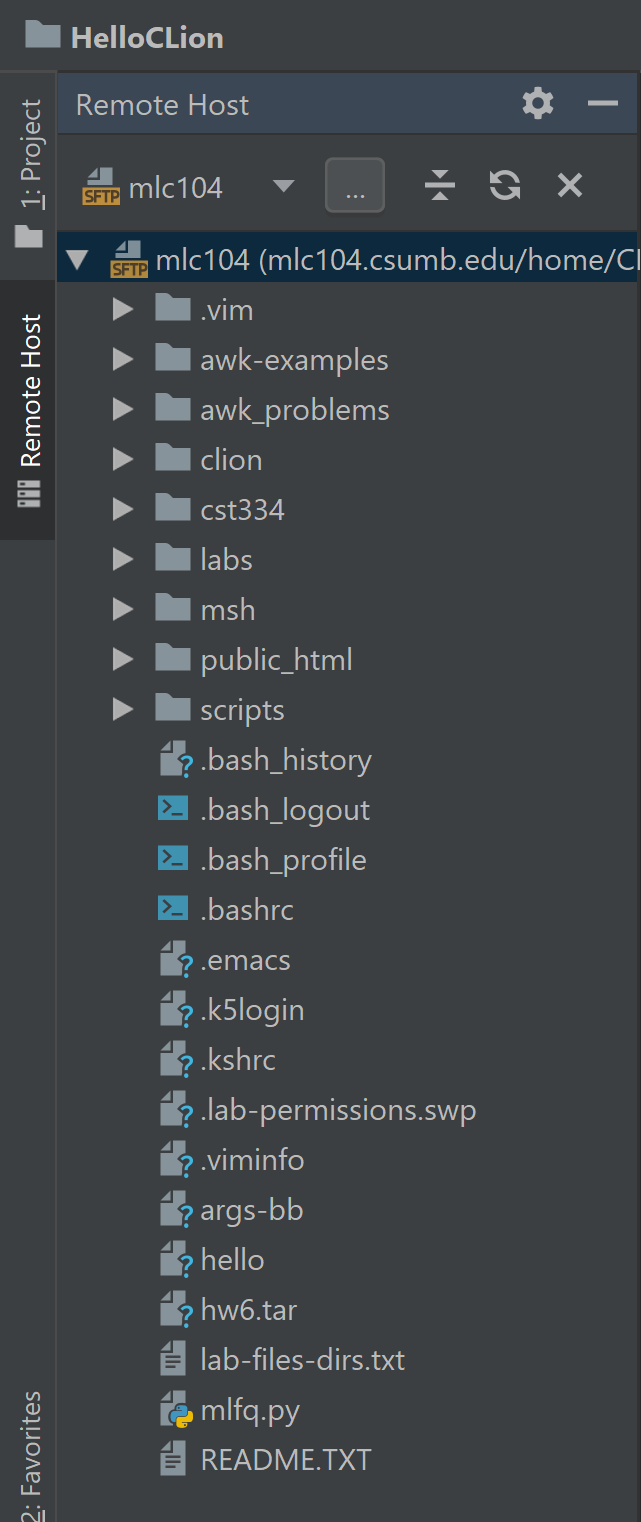 HelloCLion
1: Project
Remote Host
2: Favorites
Remote Host
SFTP mlc104 ...
SFTP mlc104 (mlc104.csumb.edu/home/C
.vim
awk-examples
awk_problems
clion
cst334
labs
msh
public_html
scripts
.bash_history
.bash_logout
.bash_profile
.bashrc
.emacs
.k5login
.kshrc
.lab-permissions.swp
.viminfo
args-bb
hello
hw6.tar
lab-files-dirs.txt
mlfq.py
README.TXT